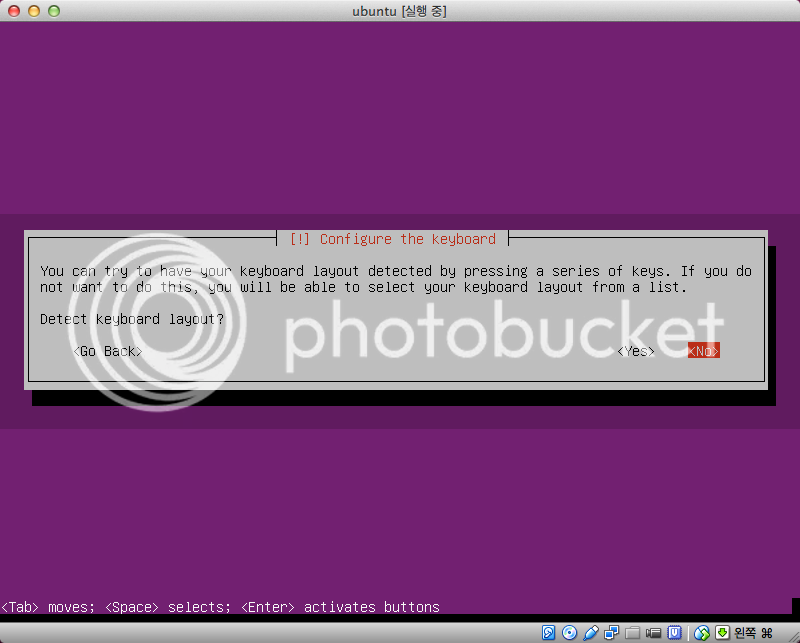 ubuntu [실행 중]
[!] Configure the keyboard
You can try to have your keyboard layout detected by pressing a series of keys. If you do
not want to do this, you will be able to select your keyboard layout from a list.
Detect keyboard layout?
<Go Back> <Yes> <No>
photobucket
<Tab> moves; <Space> selects; <Enter> activates buttons
왼쪽 ⌘